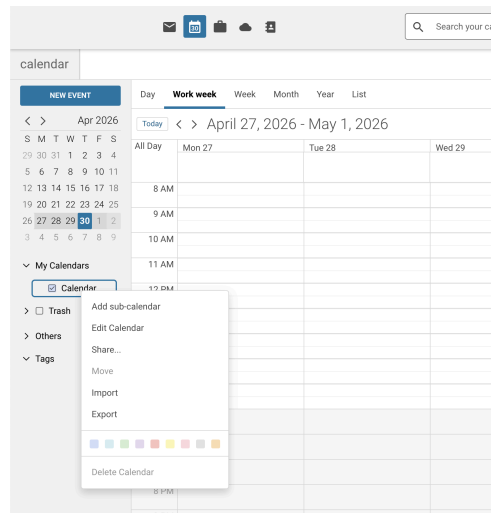 30
Search your ca
calendar
NEW EVENT
Day Work week Week Month Year List
Apr 2026
Today April 27, 2026 - May 1, 2026
S M T W T F S
29 30 31 1 2 3 4
5 6 7 8 9 10 11
12 13 14 15 16 17 18
19 20 21 22 23 24 25
26 27 28 29 30 1 2
3 4 5 6 7 8 9
All Day Mon 27 Tue 28 Wed 29
8 AM
9 AM
10 AM
11 AM
12 PM
My Calendars
Calendar
Trash
Others
Tags
Add sub-calendar
Edit Calendar
Share...
Move
Import
Export
Delete Calendar
8 PM